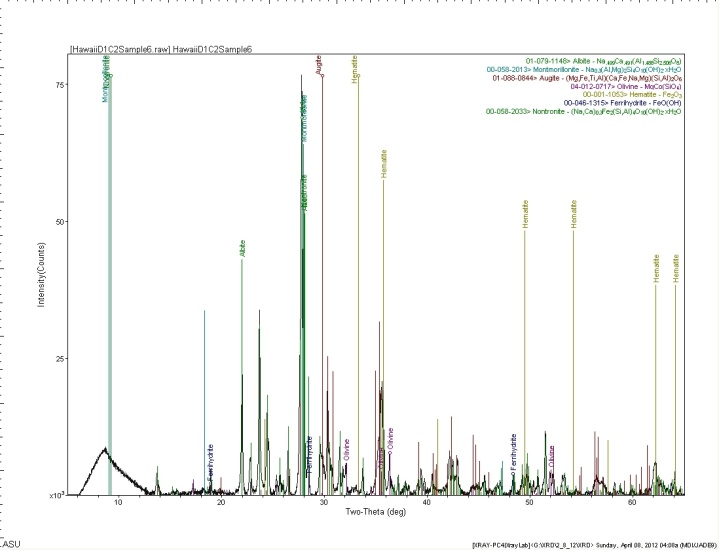 [HawaiiD1C2Sample6.raw] HawaiiD1C2Sample6
01-079-1148> Albite - Na.499Ca.491(Al1.488Si2.506O8)
00-058-2013> Montmorillonite - Na0.3(Al,Mg)2Si4O10(OH)2·xH2O
01-088-0844> Augite - (Mg,Fe,Ti,Al)(Ca,Fe,Na,Mg)(Si,Al)2O6
04-012-0717> Olivine - MgCo(SiO4)
00-001-1053> Hematite - Fe2O3
00-046-1315> Ferrihydrite - FeO(OH)
00-058-2033> Nontronite - (Na,Ca)0.3Fe2(Si,Al)4O10(OH)2·xH2O
Augite
Hematite
Montmorillonite
Hematite
Albite
Hematite
Hematite
Hematite
Hematite
Ferrihydrite
Ferrihydrite
Olivine
Olivine
Ferrihydrite
Olivine
Intensity(Counts)
75
50
25
x10^3
10
20
30
40
50
60
Two-Theta (deg)
ASU
[XRAY-PC40\XrayLab]<G:\XRD\2_8_12\XRD> Sunday, April 08, 2012 04:08a (MDI/JADE9)